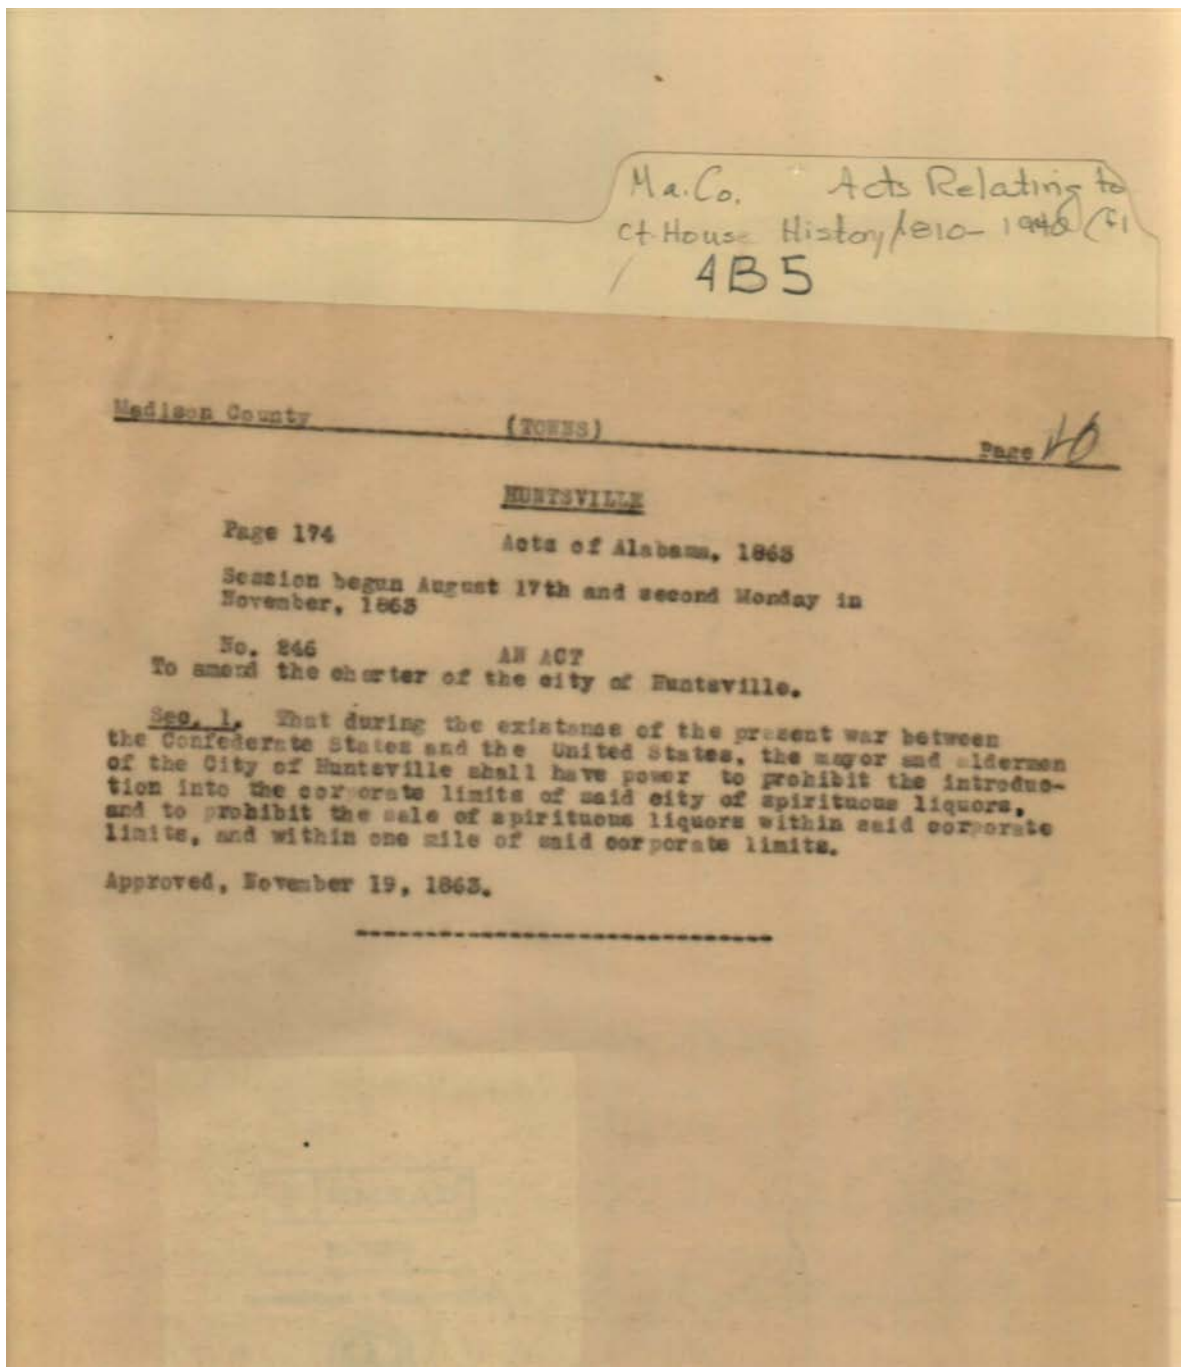 Ma. Co. Acts Relating to
Ct. House History/1810-1940 (F1
4B5
Madison County (TOWNS) Page
HUNTSVILLE
Page 174 Acts of Alabama, 1863
Session begun August 17th and second Monday in
November, 1863
No. 246 AN ACT
To amend the charter of the city of Huntsville.
Sec. 1. That during the existense of the present war between
the Confederate States and the United States, the mayor and aldermen
of the City of Huntsville shall have power to prohibit the introduc-
tion into the corporate limits of said city of spirituous liquors,
and to prohibit the sale of spirituous liquors within said corporate
limits, and within one mile of said corporate limits.
Approved, November 19, 1863.